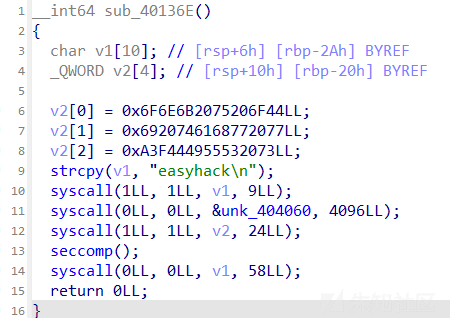 1 __int64 sub_40136E()
2 {
3 char v1[10]; // [rsp+6h] [rbp-2Ah] BYREF
4 _QWORD v2[4]; // [rsp+10h] [rbp-20h] BYREF
5
6 v2[0] = 0x6F6E6B2075206F44LL;
7 v2[1] = 0x6920746168772077LL;
8 v2[2] = 0xA3F444955532073LL;
9 strcpy(v1, "easyhack\n");
10 syscall(1LL, 1LL, v1, 9LL);
11 syscall(0LL, 0LL, &unk_404060, 4096LL);
12 syscall(1LL, 1LL, v2, 24LL);
13 seccomp();
14 syscall(0LL, 0LL, v1, 58LL);
15 return 0LL;
16 }